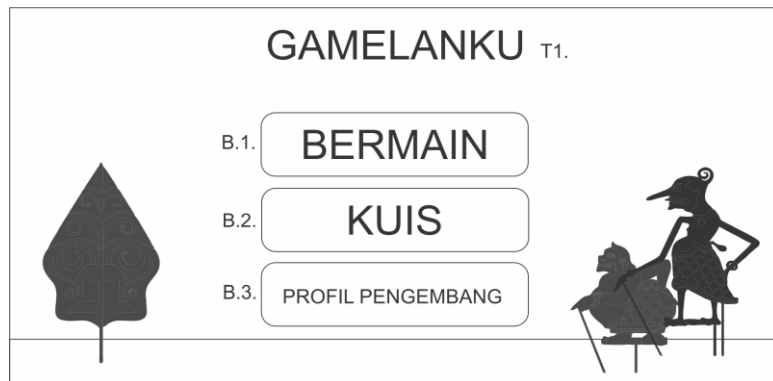 GAMELANKU T1.
B.1. BERMAIN
B.2. KUIS
B.3. PROFIL PENGEMBANG